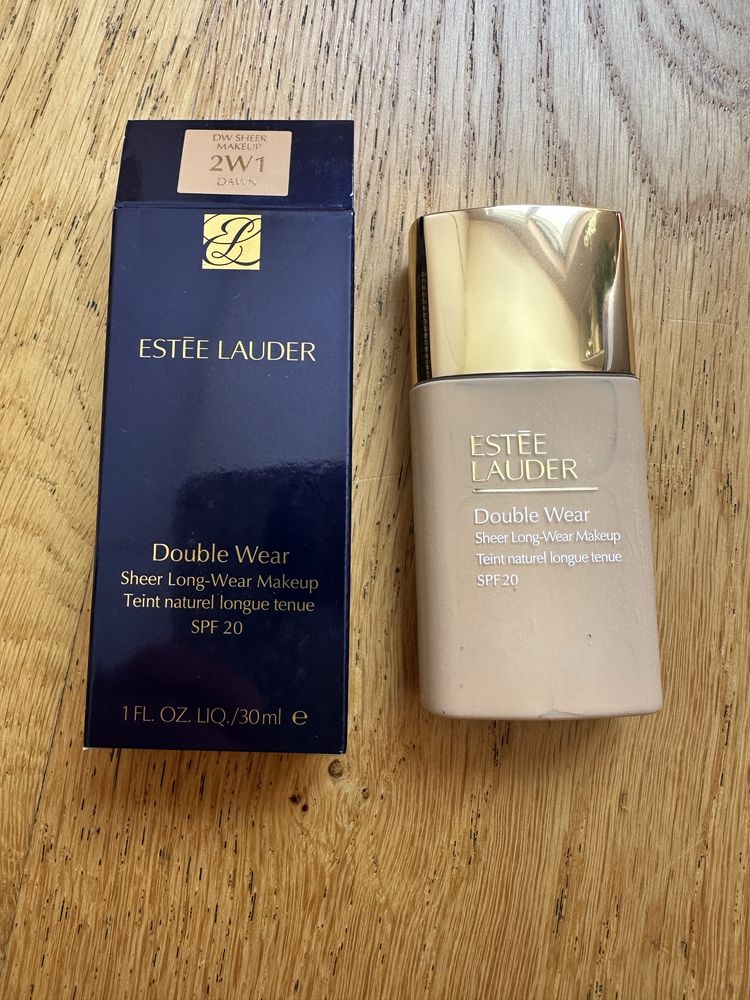 DW SHEER
MAKEUP
2W1
DAWN
ESTĒE LAUDER
Double Wear
Sheer Long-Wear Makeup
Teint naturel longue tenue
SPF 20
1 FL. OZ. LIQ./30ml ℮
ESTĒE
LAUDER
Double Wear
Sheer Long-Wear Makeup
Teint naturel longue tenue
SPF 20